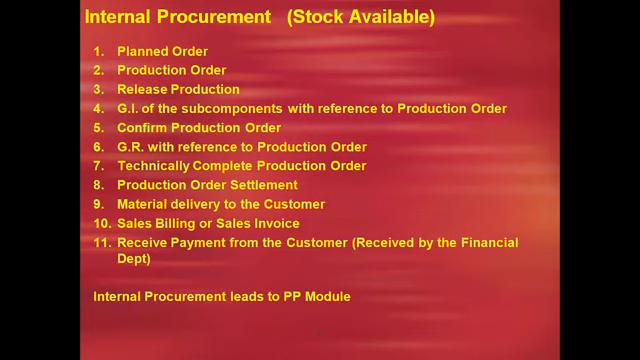 Internal Procurement (Stock Available)
1. Planned Order
2. Production Order
3. Release Production
4. G.I. of the subcomponents with reference to Production Order
5. Confirm Production Order
6. G.R. with reference to Production Order
7. Technically Complete Production Order
8. Production Order Settlement
9. Material delivery to the Customer
10. Sales Billing or Sales Invoice
11. Receive Payment from the Customer (Received by the Financial
Dept)
Internal Procurement leads to PP Module